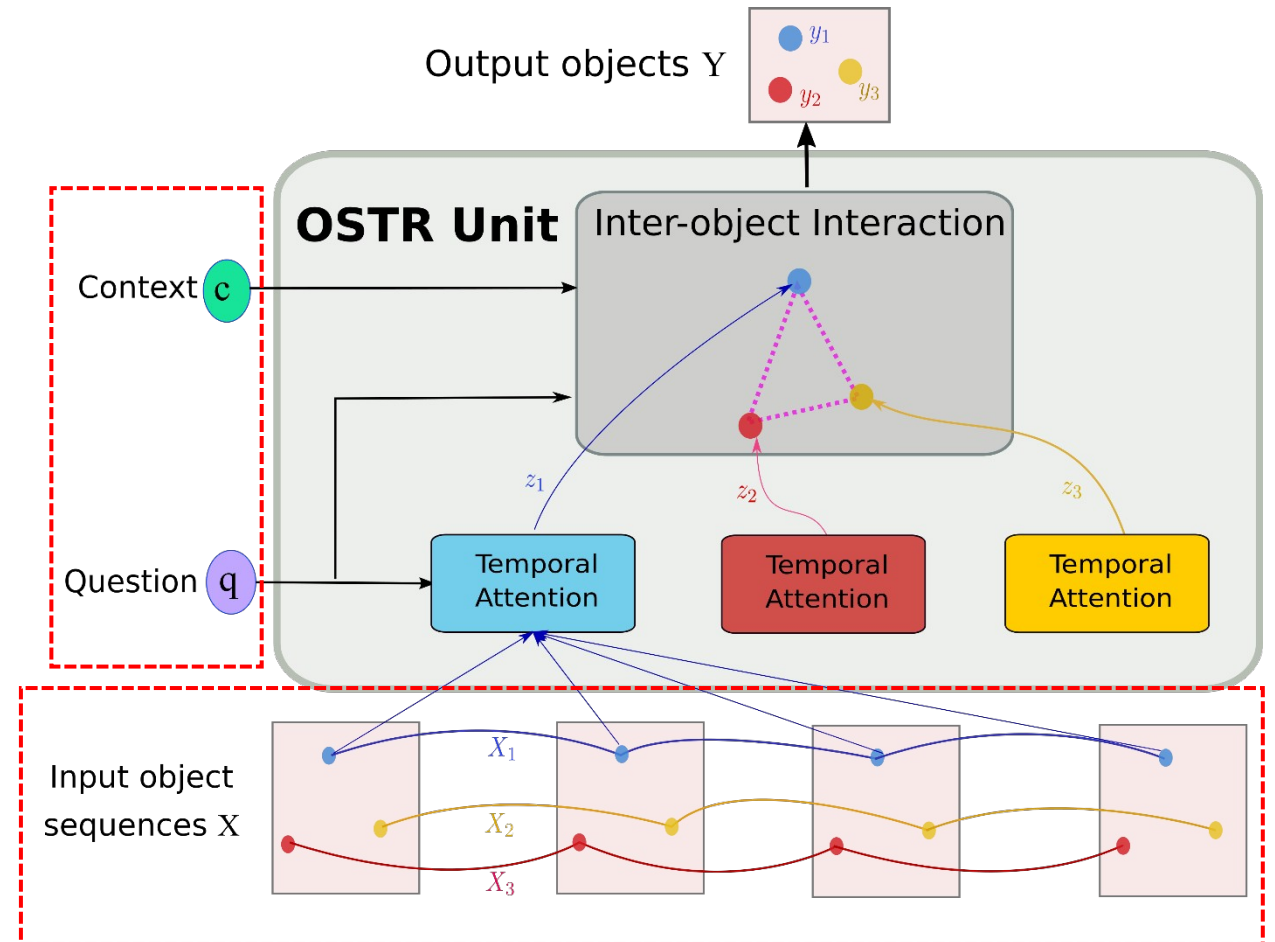 Output objects Y
y1
y2
y3
OSTR Unit
Inter-object Interaction
Context c
z1
z2
z3
Question q
Temporal
Attention
Temporal
Attention
Temporal
Attention
Input object
sequences X
X1
X2
X3